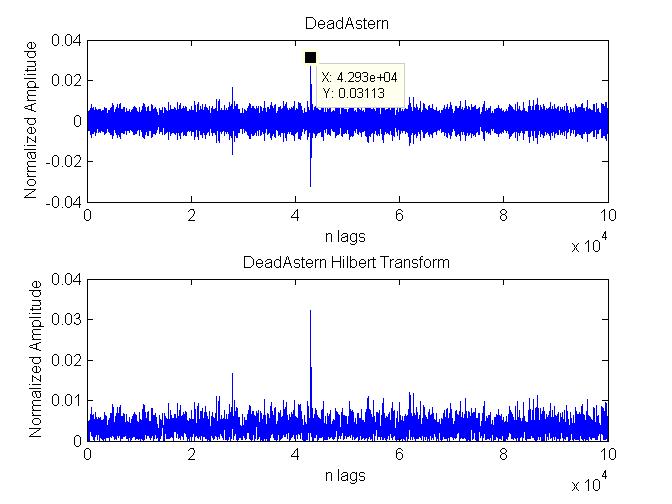 DeadAstern
0.04
0.02
0
-0.02
-0.04
Normalized Amplitude
X: 4.293e+04
Y: 0.03113
0 2 4 6 8 10
n lags
x 10^4
DeadAstern Hilbert Transform
0.04
0.03
0.02
0.01
0
Normalized Amplitude
0 2 4 6 8 10
n lags
x 10^4